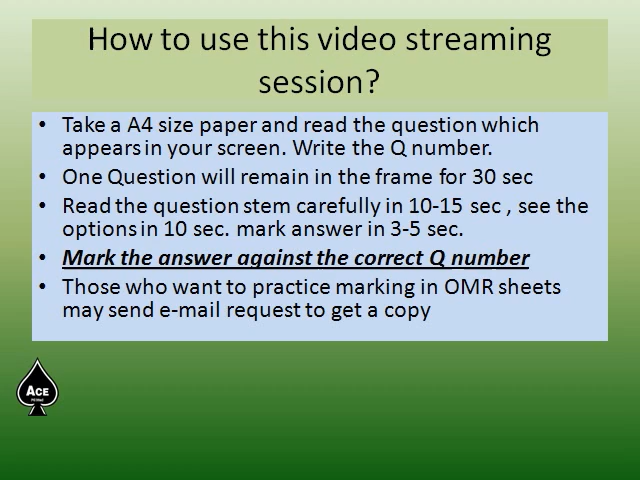 How to use this video streaming
session?
• Take a A4 size paper and read the question which
appears in your screen. Write the Q number.
• One Question will remain in the frame for 30 sec
• Read the question stem carefully in 10-15 sec , see the
options in 10 sec. mark answer in 3-5 sec.
• Mark the answer against the correct Q number
• Those who want to practice marking in OMR sheets
may send e-mail request to get a copy
ACE